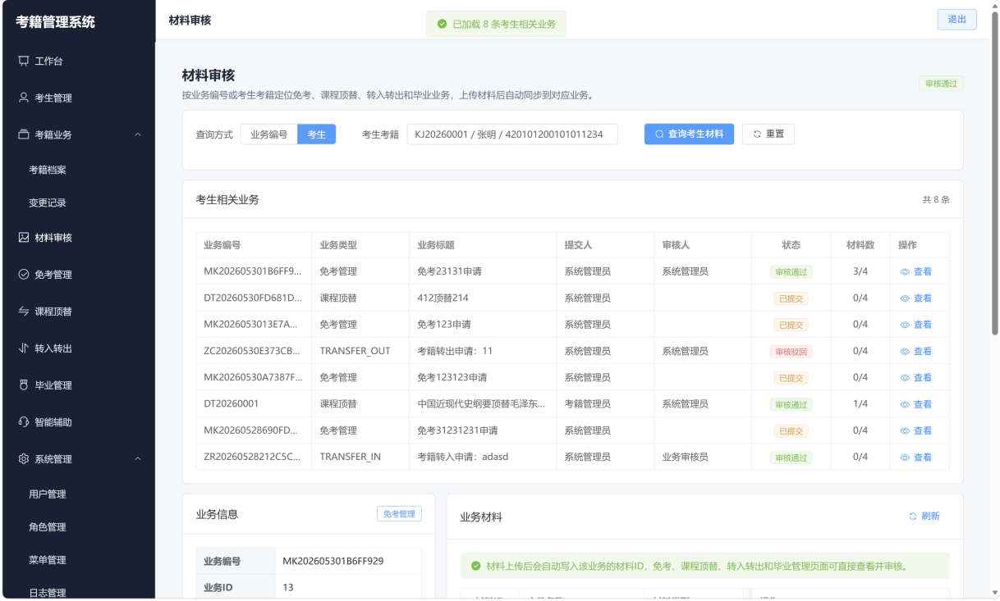 考籍管理系统
材料审核
已加载 8 条考生相关业务
退出
工作台
考生管理
考籍业务
考籍档案
变更记录
材料审核
免考管理
课程顶替
转入转出
毕业管理
智能辅助
系统管理
用户管理
角色管理
菜单管理
日志管理
材料审核
按业务编号或考生考籍定位免考、课程顶替、转入转出和毕业业务，上传材料后自动同步到对应业务。
审核通过
查询方式 业务编号 考生 考生考籍 KJ20260001 / 张明 / 420101200101011234 查询考生材料 重置
考生相关业务 共 8 条
业务编号 业务类型 业务标题 提交人 审核人 状态 材料数 操作
MK202605301B6FF9... 免考管理 免考23131申请 系统管理员 系统管理员 审核通过 3/4 查看
DT20260530FD681D... 课程顶替 412顶替214 系统管理员 已提交 0/4 查看
MK2026053013E7A... 免考管理 免考123申请 系统管理员 已提交 0/4 查看
ZC20260530E373CB... TRANSFER_OUT 考籍转出申请：11 系统管理员 系统管理员 审核驳回 0/4 查看
MK20260530A7387F... 免考管理 免考123123申请 系统管理员 已提交 0/4 查看
DT20260001 课程顶替 中国近现代史纲要顶替毛泽东... 考籍管理员 系统管理员 审核通过 1/4 查看
MK20260528690FD... 免考管理 免考31231231申请 系统管理员 已提交 0/4 查看
ZR20260528212C5C... TRANSFER_IN 考籍转入申请：adasd 系统管理员 业务审核员 审核通过 0/4 查看
业务信息 免考管理
业务编号 MK202605301B6FF929
业务ID 13
业务材料 刷新
材料上传后会自动写入该业务的材料ID，免考、课程顶替、转入转出和毕业管理页面可直接查看并审核。